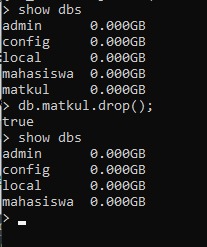 > show dbs
admin 0.000GB
config 0.000GB
local 0.000GB
mahasiswa 0.000GB
matkul 0.000GB
> db.matkul.drop();
true
> show dbs
admin 0.000GB
config 0.000GB
local 0.000GB
mahasiswa 0.000GB
>